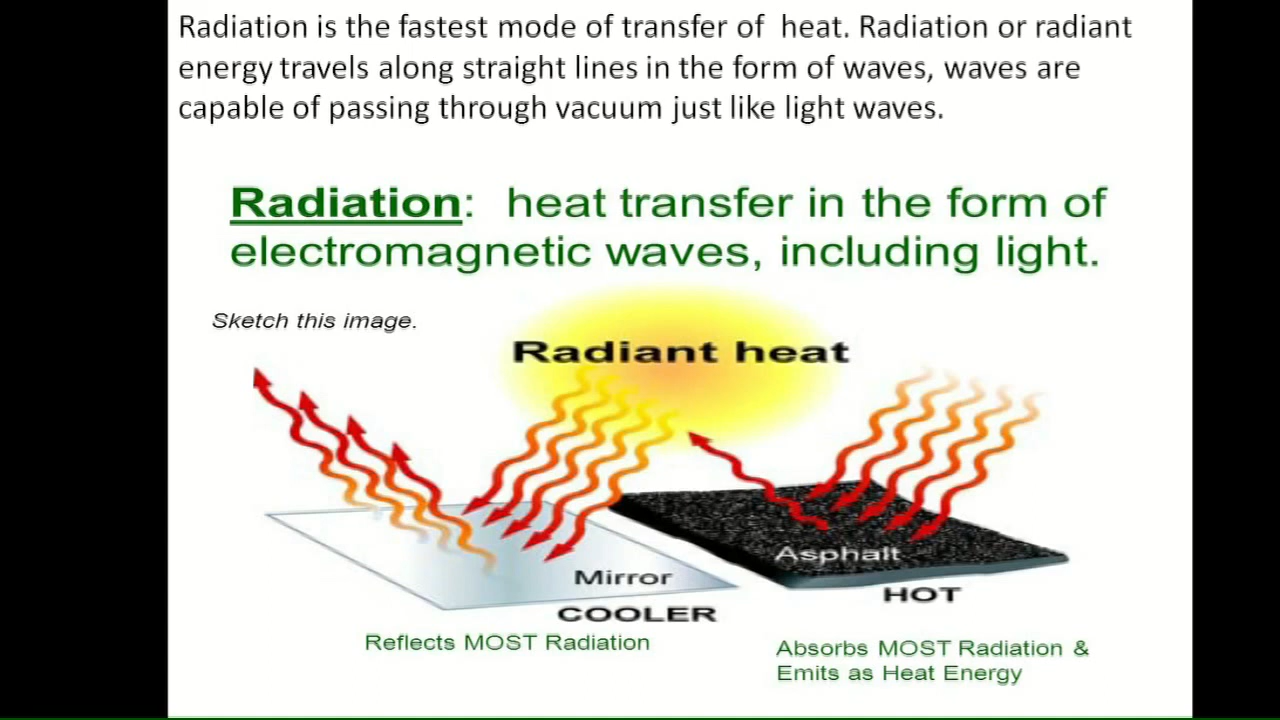 Radiation is the fastest mode of transfer of  heat. Radiation or radiant
energy travels along straight lines in the form of waves, waves are
capable of passing through vacuum just like light waves.
Radiation:  heat transfer in the form of
electromagnetic waves, including light.
Sketch this image.
Radiant heat
Mirror
COOLER
Reflects MOST Radiation
Asphalt
HOT
Absorbs MOST Radiation &
Emits as Heat Energy